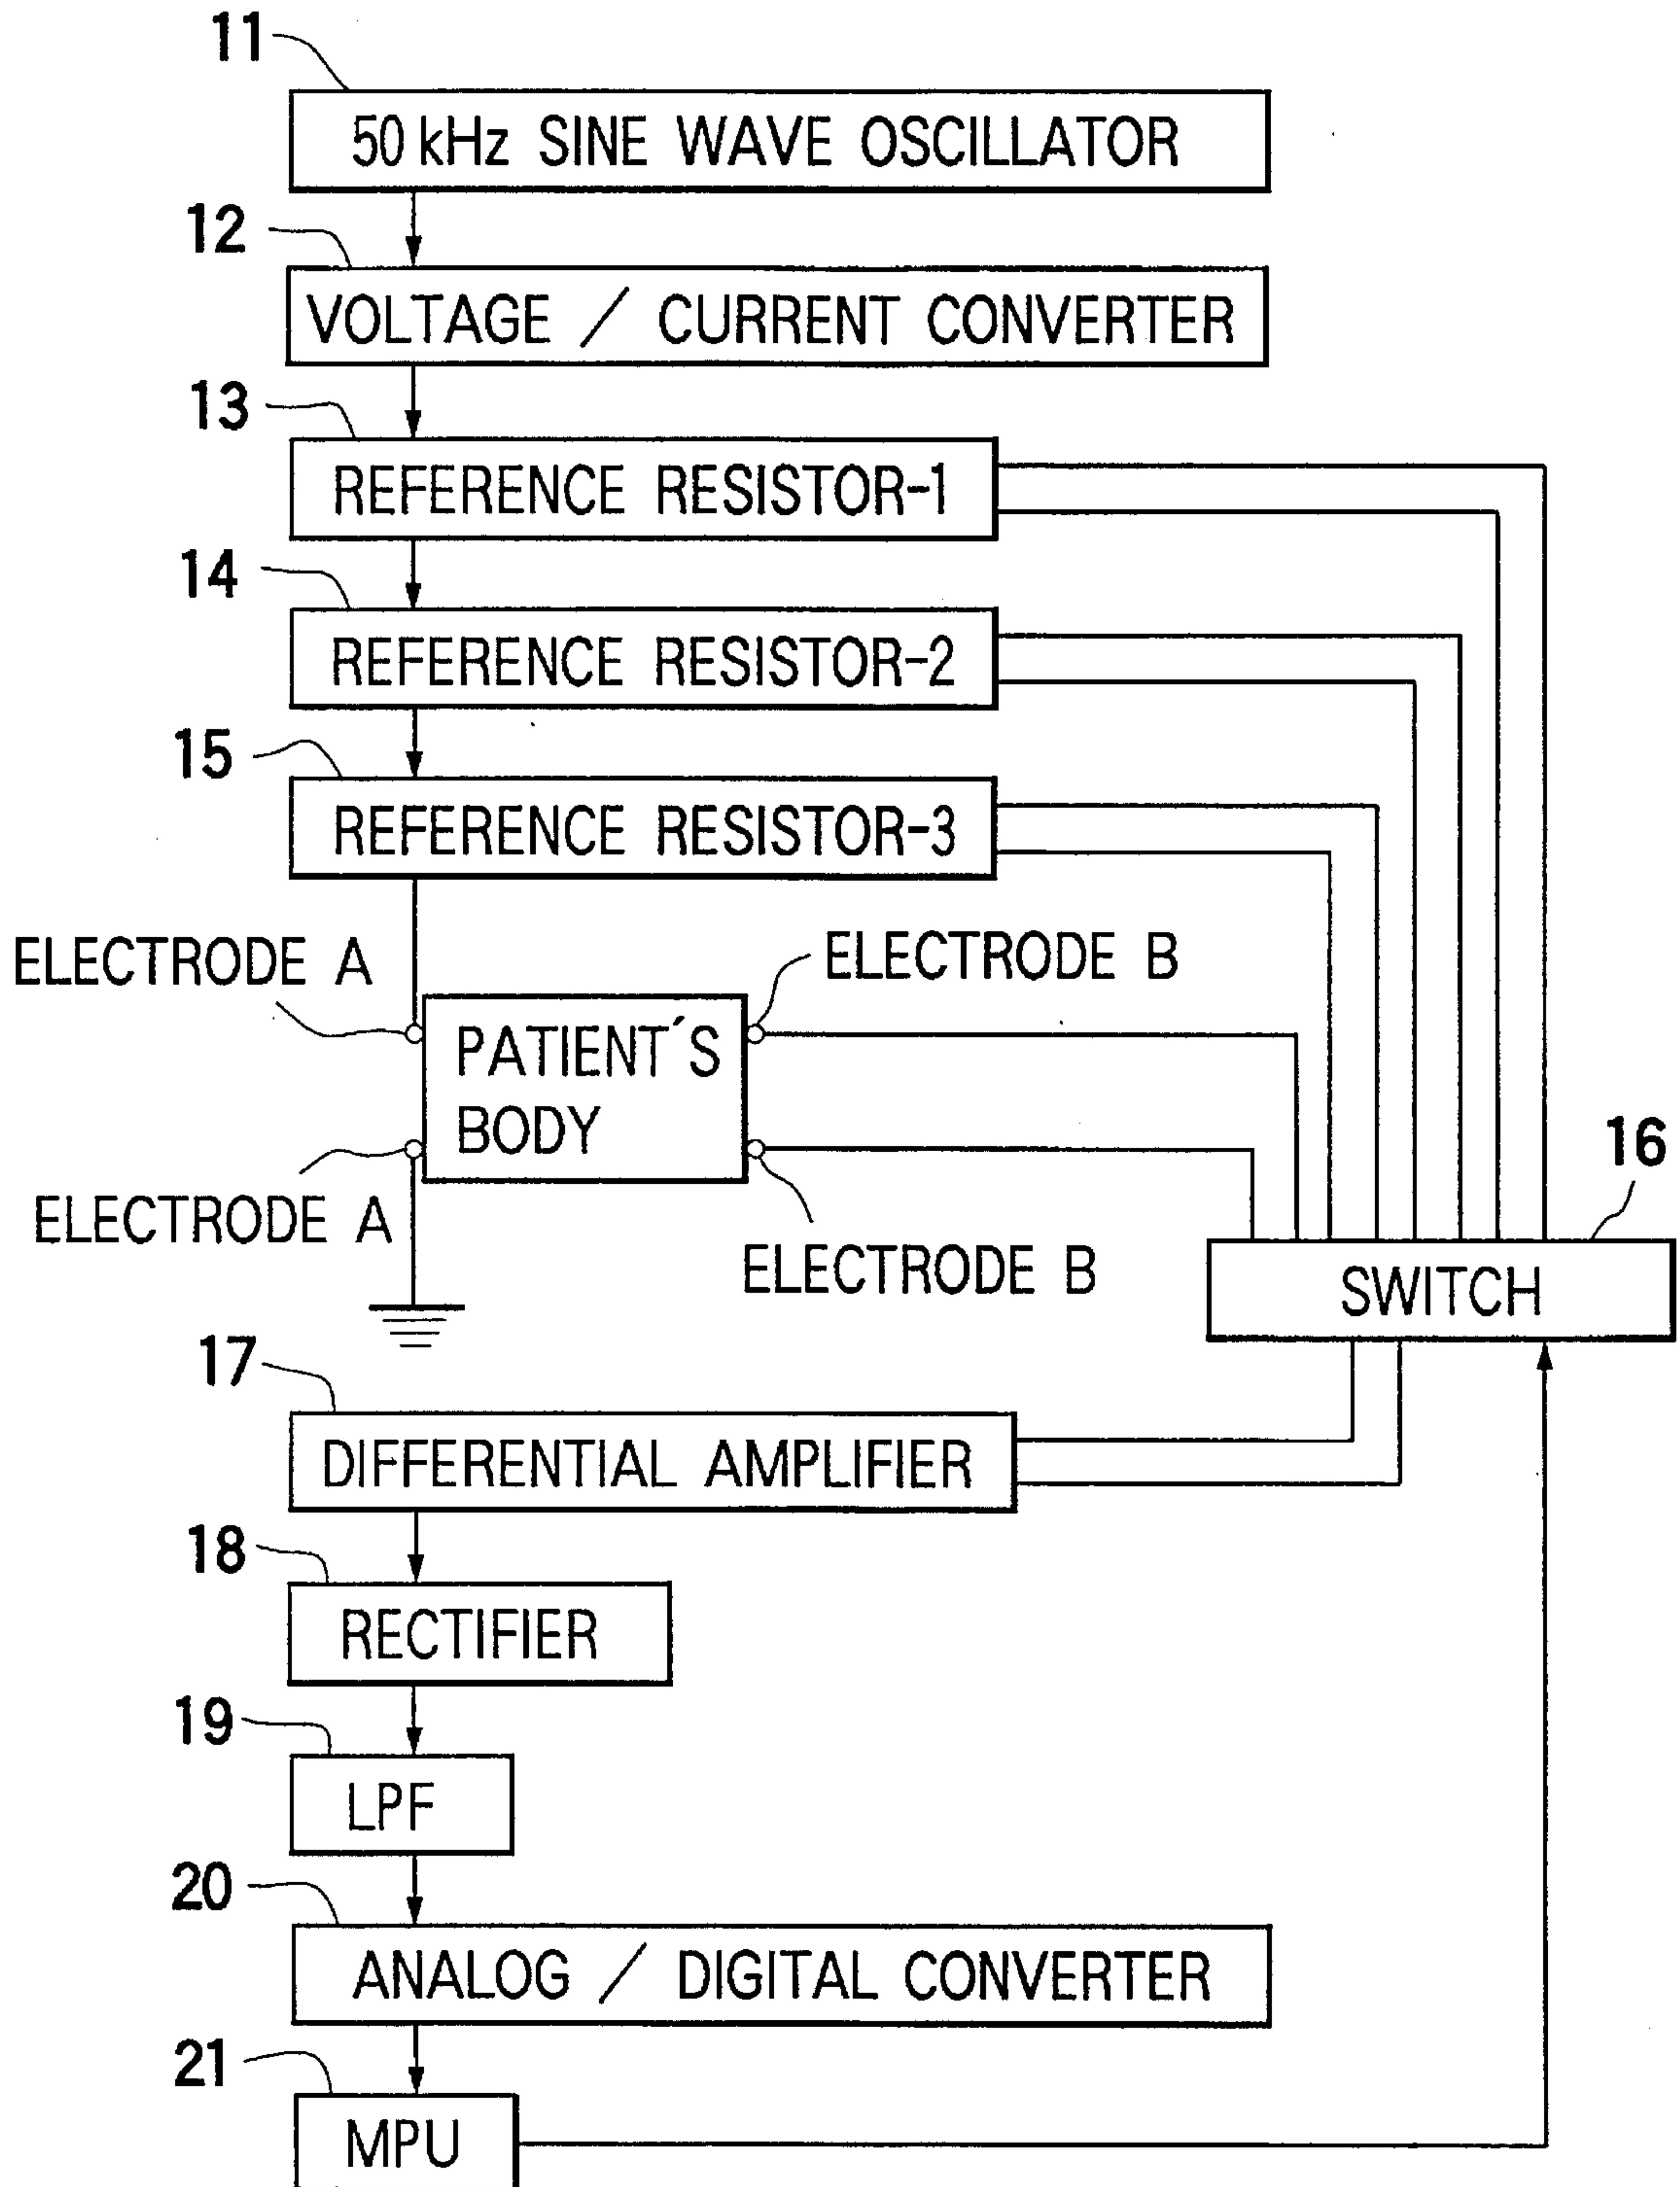 11
50 kHz SINE WAVE OSCILLATOR
12
VOLTAGE / CURRENT CONVERTER
13
REFERENCE RESISTOR-1
14
REFERENCE RESISTOR-2
15
REFERENCE RESISTOR-3
ELECTRODE A
ELECTRODE B
PATIENT´S
BODY
ELECTRODE A
ELECTRODE B
16
SWITCH
17
DIFFERENTIAL AMPLIFIER
18
RECTIFIER
19
LPF
20
ANALOG / DIGITAL CONVERTER
21
MPU